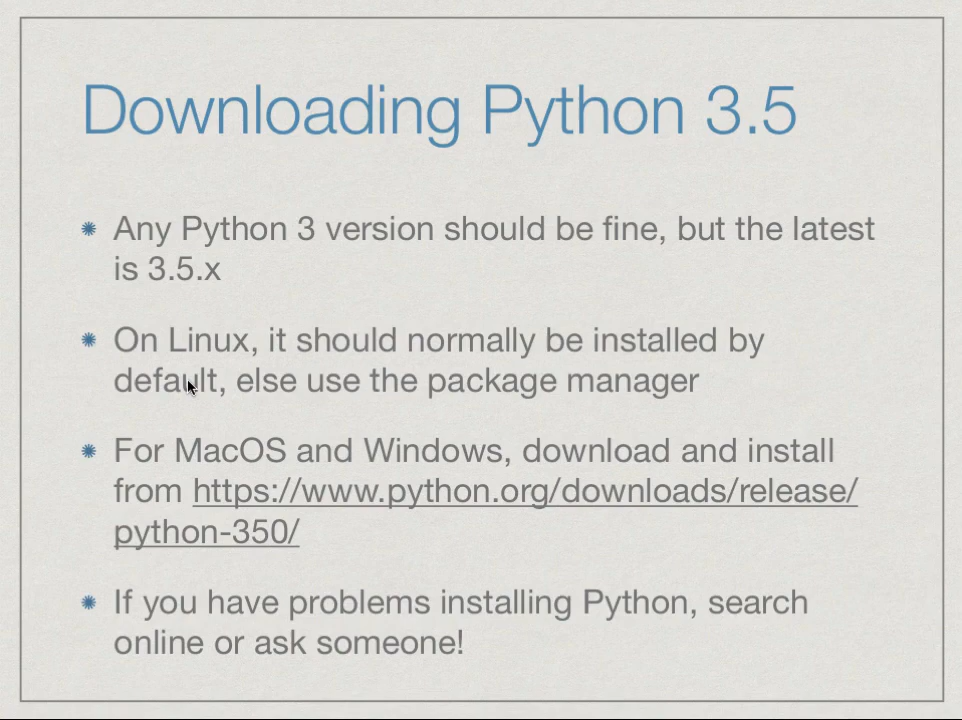 Downloading Python 3.5
Any Python 3 version should be fine, but the latest
is 3.5.x
On Linux, it should normally be installed by
default, else use the package manager
For MacOS and Windows, download and install
from https://www.python.org/downloads/release/
python-350/
If you have problems installing Python, search
online or ask someone!